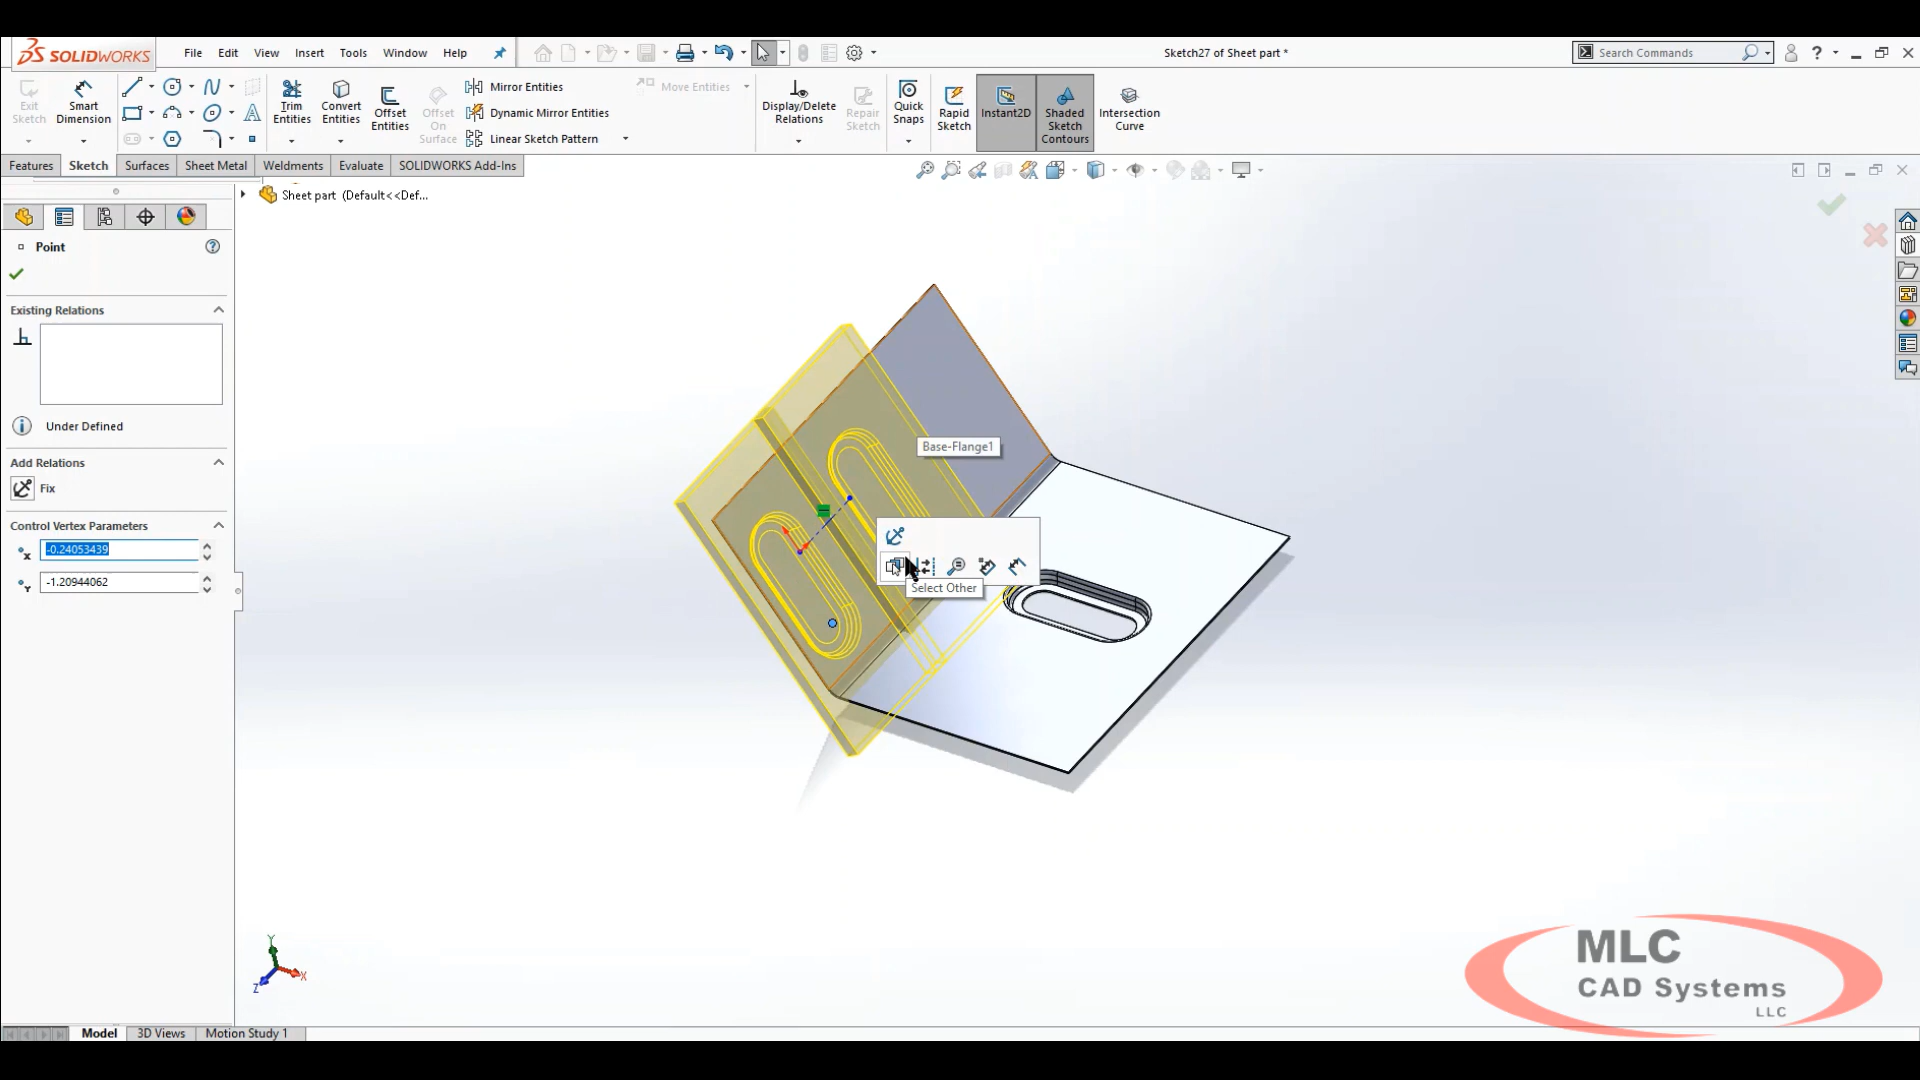 SOLIDWORKS
File Edit View Insert Tools Window Help
Sketch27 of Sheet part *
Search Commands
?
Exit Sketch
Smart Dimension
Trim Entities
Convert Entities
Offset Entities
Offset On Surface
Mirror Entities
Dynamic Mirror Entities
Linear Sketch Pattern
Move Entities
Display/Delete Relations
Repair Sketch
Quick Snaps
Rapid Sketch
Instant2D
Shaded Sketch Contours
Intersection Curve
Features Sketch Surfaces Sheet Metal Weldments Evaluate SOLIDWORKS Add-Ins
Sheet part (Default<<Def...
Point
Existing Relations
Under Defined
Add Relations
Fix
Control Vertex Parameters
-0.24053439
-1.20944062
Base-Flange1
Select Other
Y
X
Z
MLC
CAD Systems
LLC
Model 3D Views Motion Study 1